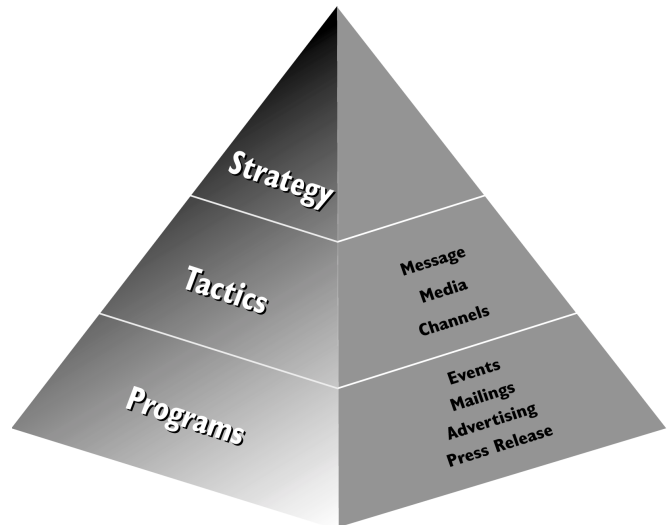 Strategy
Tactics
Message
Media
Channels
Programs
Events
Mailings
Advertising
Press Release